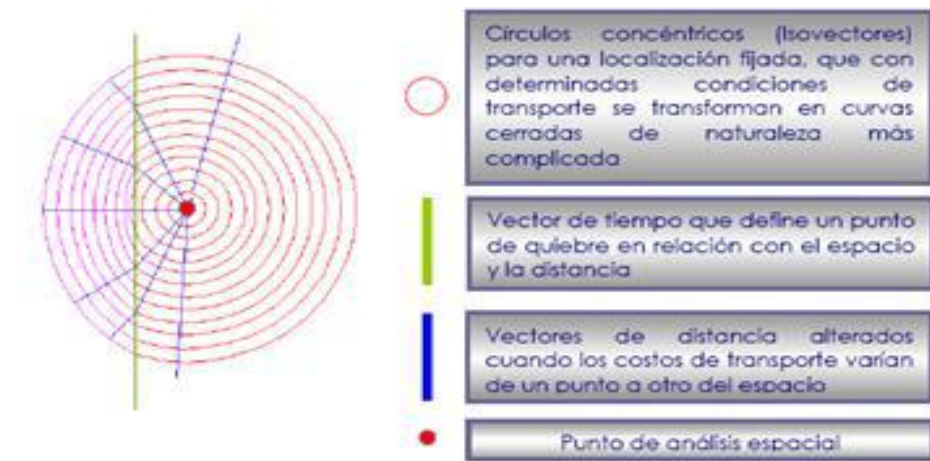 Círculos concéntricos (Isovectores)
para una localización fijada, que con
determinadas condiciones de
transporte se transforman en curvas
cerradas de naturaleza más
complicada
Vector de tiempo que define un punto
de quiebre en relación con el espacio
y la distancia
Vectores de distancia alterados
cuando los costos de transporte varían
de un punto a otro del espacio
Punto de análisis espacial